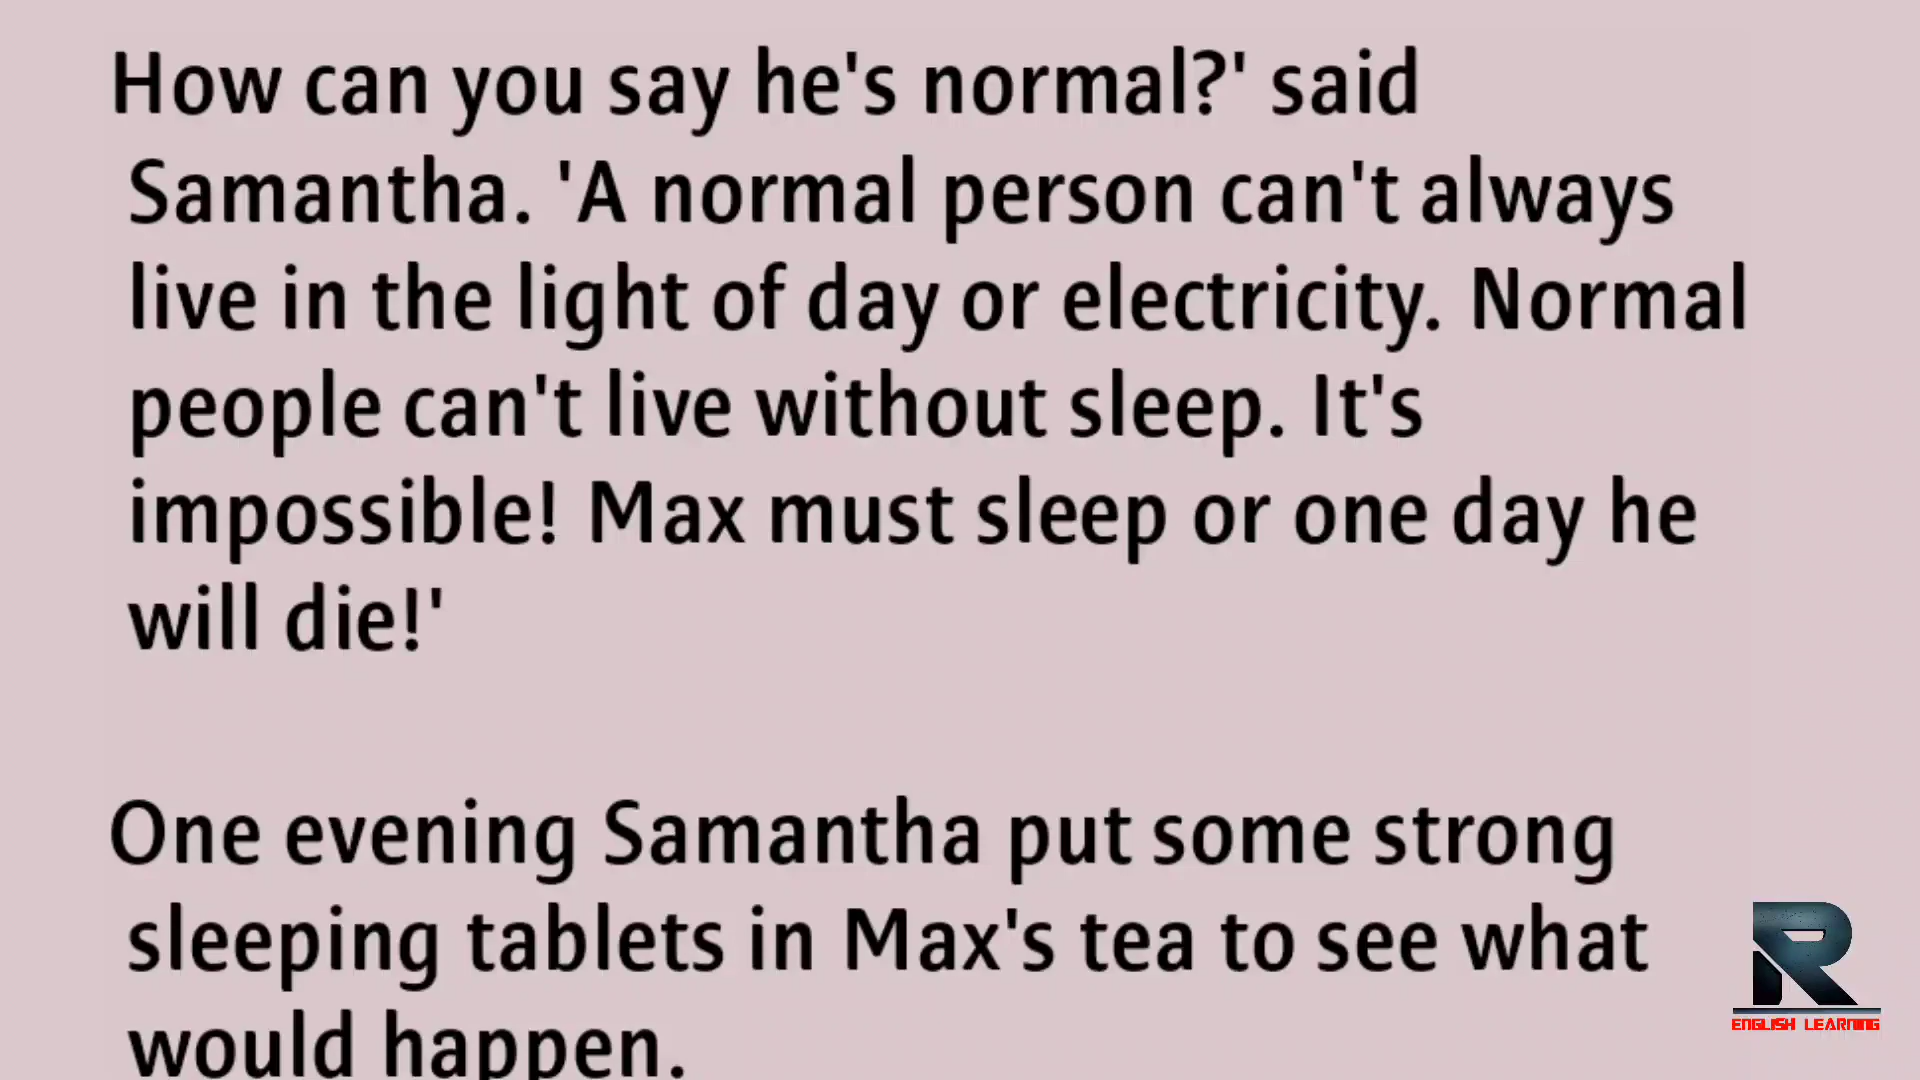 How can you say he's normal?' said
Samantha. 'A normal person can't always
live in the light of day or electricity. Normal
people can't live without sleep. It's
impossible! Max must sleep or one day he
will die!'
One evening Samantha put some strong
sleeping tablets in Max's tea to see what
would happen.
R
ENGLISH LEARNING